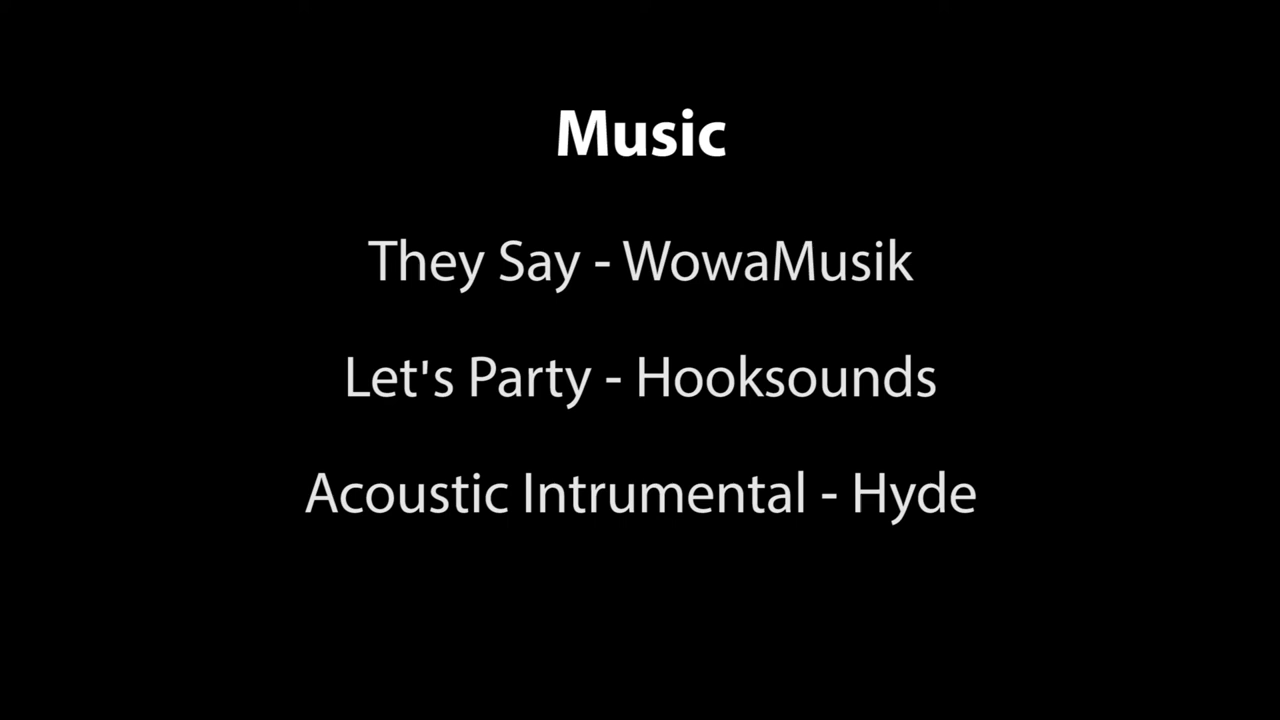 Music
They Say - WowaMusik
Let's Party - Hooksounds
Acoustic Intrumental - Hyde